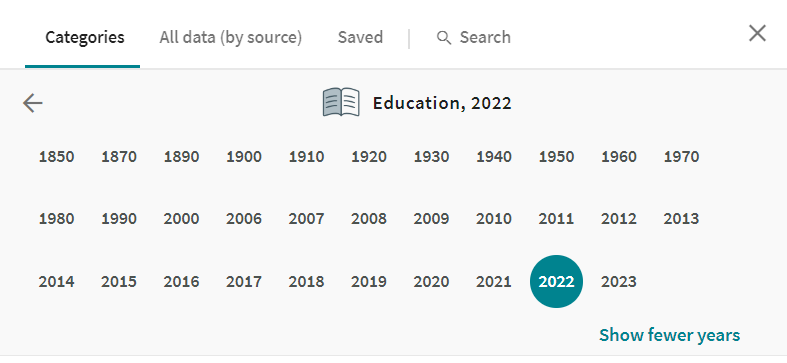 Categories All data (by source) Saved Search
Education, 2022
1850 1870 1890 1900 1910 1920 1930 1940 1950 1960 1970
1980 1990 2000 2006 2007 2008 2009 2010 2011 2012 2013
2014 2015 2016 2017 2018 2019 2020 2021 2022 2023
Show fewer years